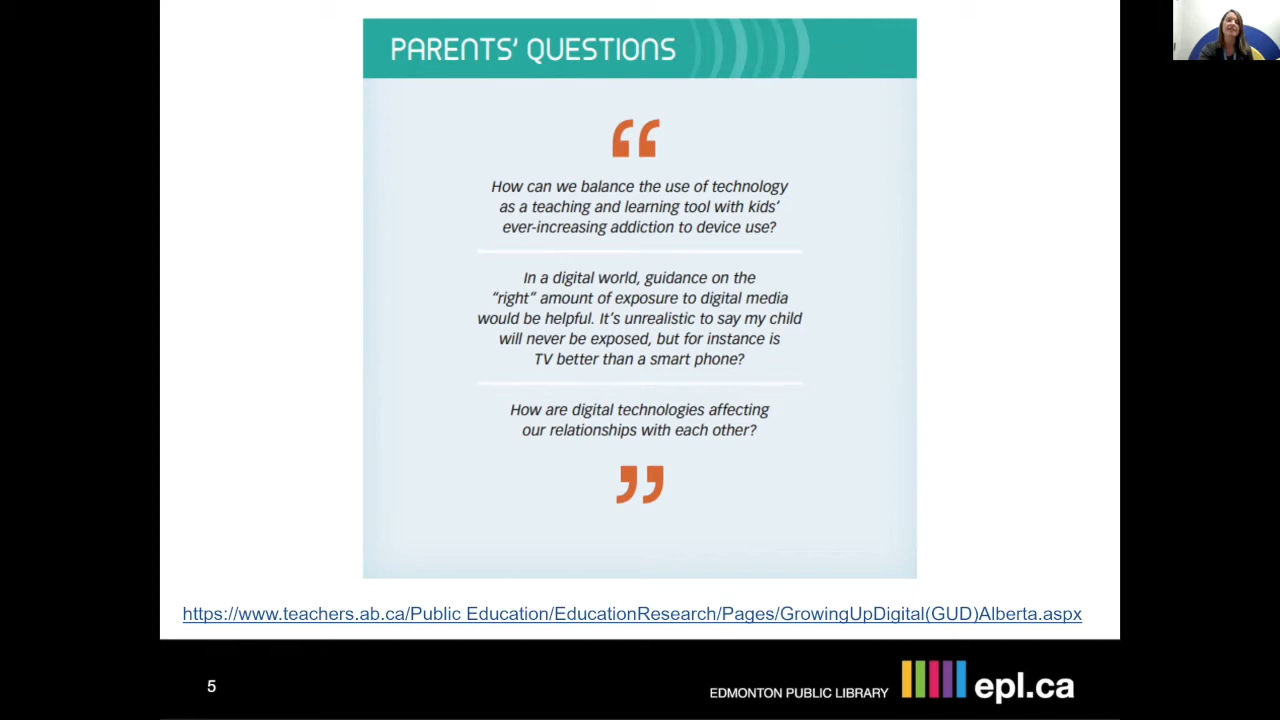 PARENTS’ QUESTIONS
“
How can we balance the use of technology
as a teaching and learning tool with kids’
ever-increasing addiction to device use?
In a digital world, guidance on the
“right” amount of exposure to digital media
would be helpful. It’s unrealistic to say my child
will never be exposed, but for instance is
TV better than a smart phone?
How are digital technologies affecting
our relationships with each other?
”
https://www.teachers.ab.ca/Public Education/EducationResearch/Pages/GrowingUpDigital(GUD)Alberta.aspx
5
EDMONTON PUBLIC LIBRARY
epl.ca